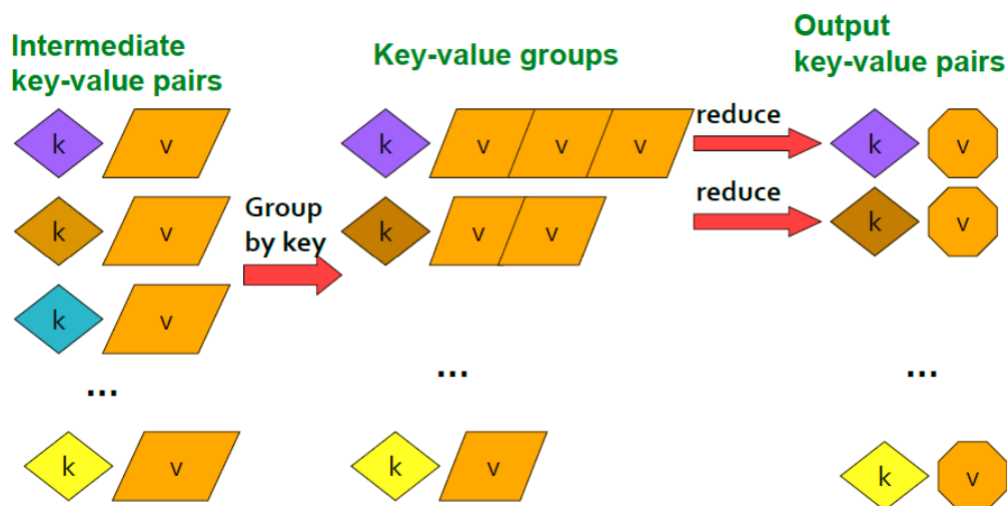 Intermediate
key-value pairs
Key-value groups
Output
key-value pairs
k v
k v v v
reduce
k v
k v
Group
by key
k v v
reduce
k v
k v
...
...
...
k v
k v
k v